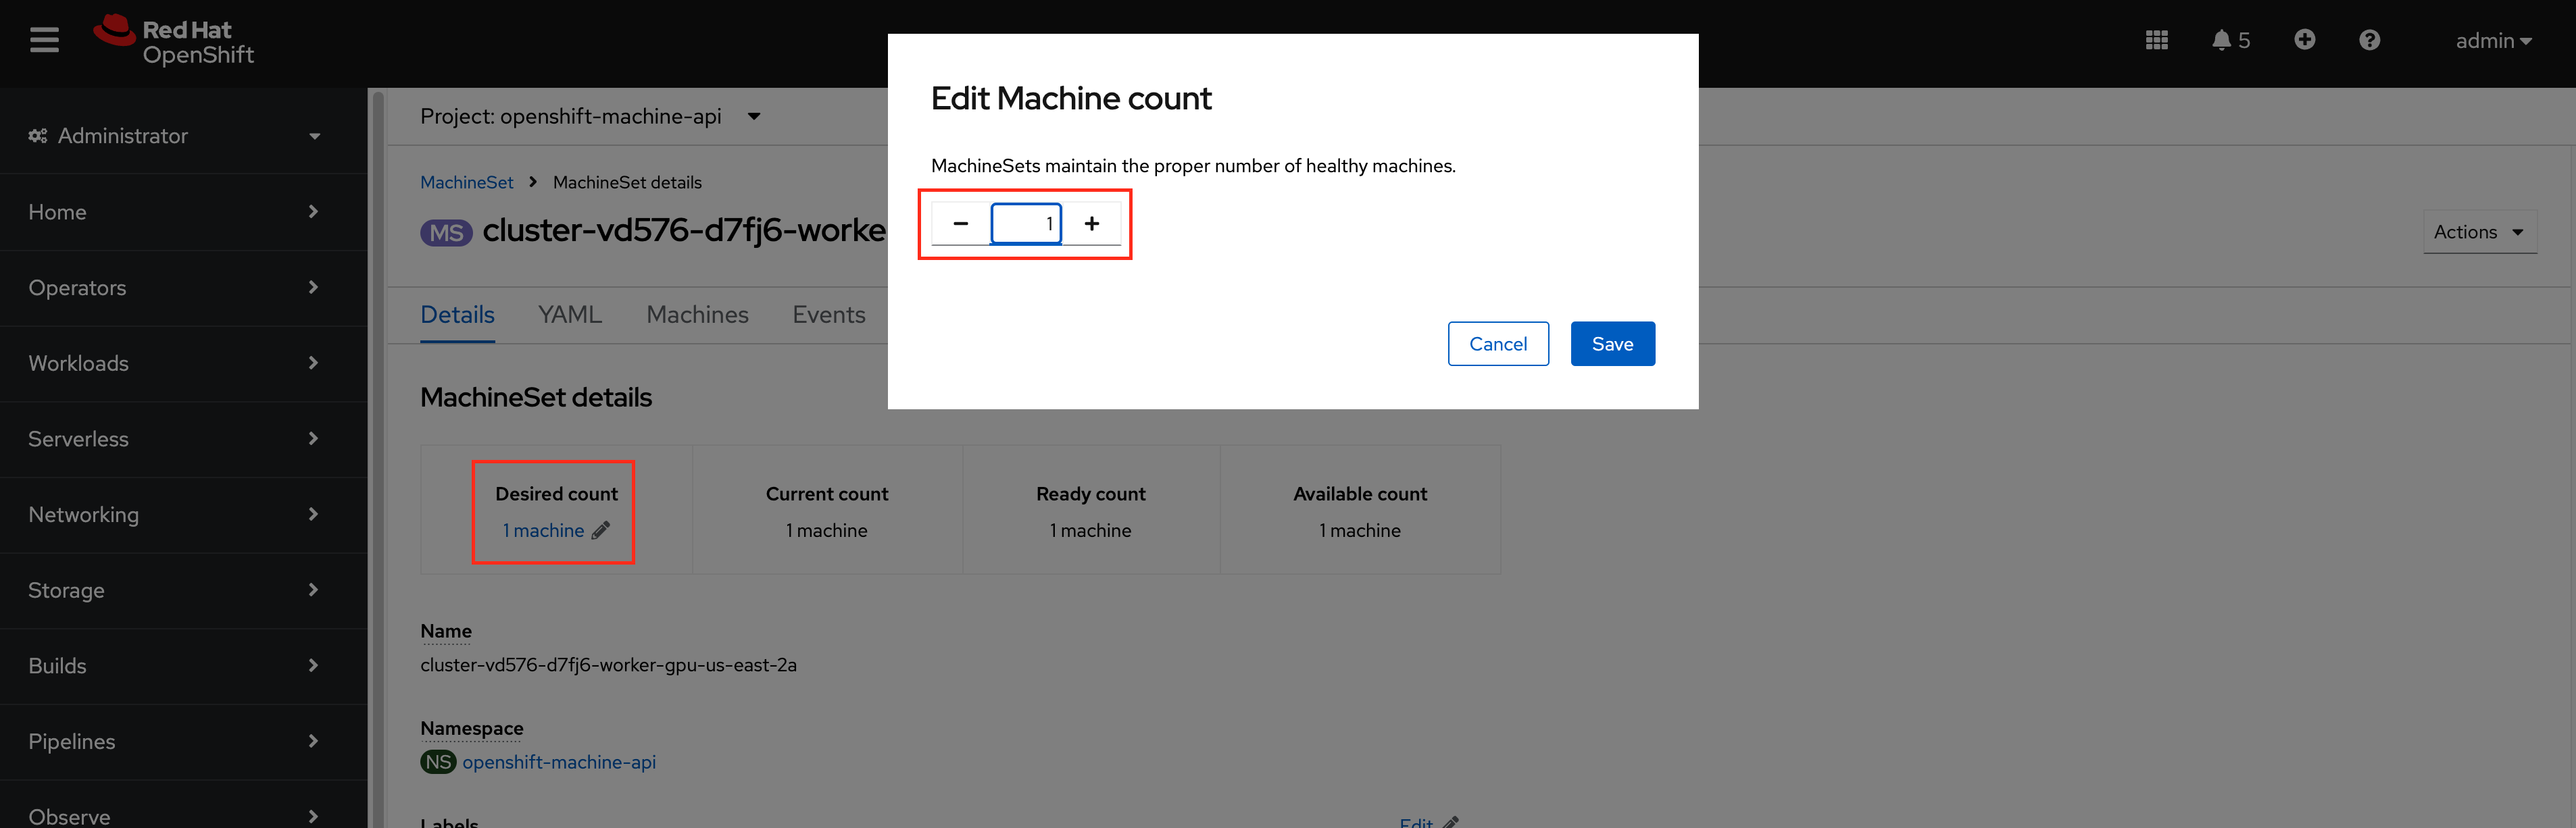 Red Hat
OpenShift
5
admin
Administrator
Home
Operators
Workloads
Serverless
Networking
Storage
Builds
Pipelines
Observe
Project: openshift-machine-api
MachineSet > MachineSet details
MS cluster-vd576-d7fj6-worke
Actions
Details YAML Machines Events
MachineSet details
Desired count
1 machine
Current count
1 machine
Ready count
1 machine
Available count
1 machine
Name
cluster-vd576-d7fj6-worker-gpu-us-east-2a
Namespace
NS openshift-machine-api
Labels
Edit
Edit Machine count
MachineSets maintain the proper number of healthy machines.
1
Cancel
Save